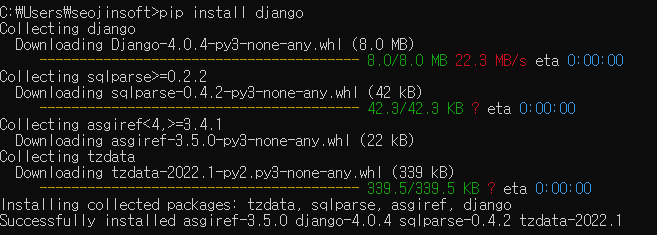 C:₩Users₩seojinsoft>pip install django
Collecting django
  Downloading Django-4.0.4-py3-none-any.whl (8.0 MB)
     ---------------------------------------- 8.0/8.0 MB 22.3 MB/s eta 0:00:00
Collecting sqlparse>=0.2.2
  Downloading sqlparse-0.4.2-py3-none-any.whl (42 kB)
     ---------------------------------------- 42.3/42.3 KB ? eta 0:00:00
Collecting asgiref<4,>=3.4.1
  Downloading asgiref-3.5.0-py3-none-any.whl (22 kB)
Collecting tzdata
  Downloading tzdata-2022.1-py2.py3-none-any.whl (339 kB)
     ---------------------------------------- 339.5/339.5 KB ? eta 0:00:00
Installing collected packages: tzdata, sqlparse, asgiref, django
Successfully installed asgiref-3.5.0 django-4.0.4 sqlparse-0.4.2 tzdata-2022.1